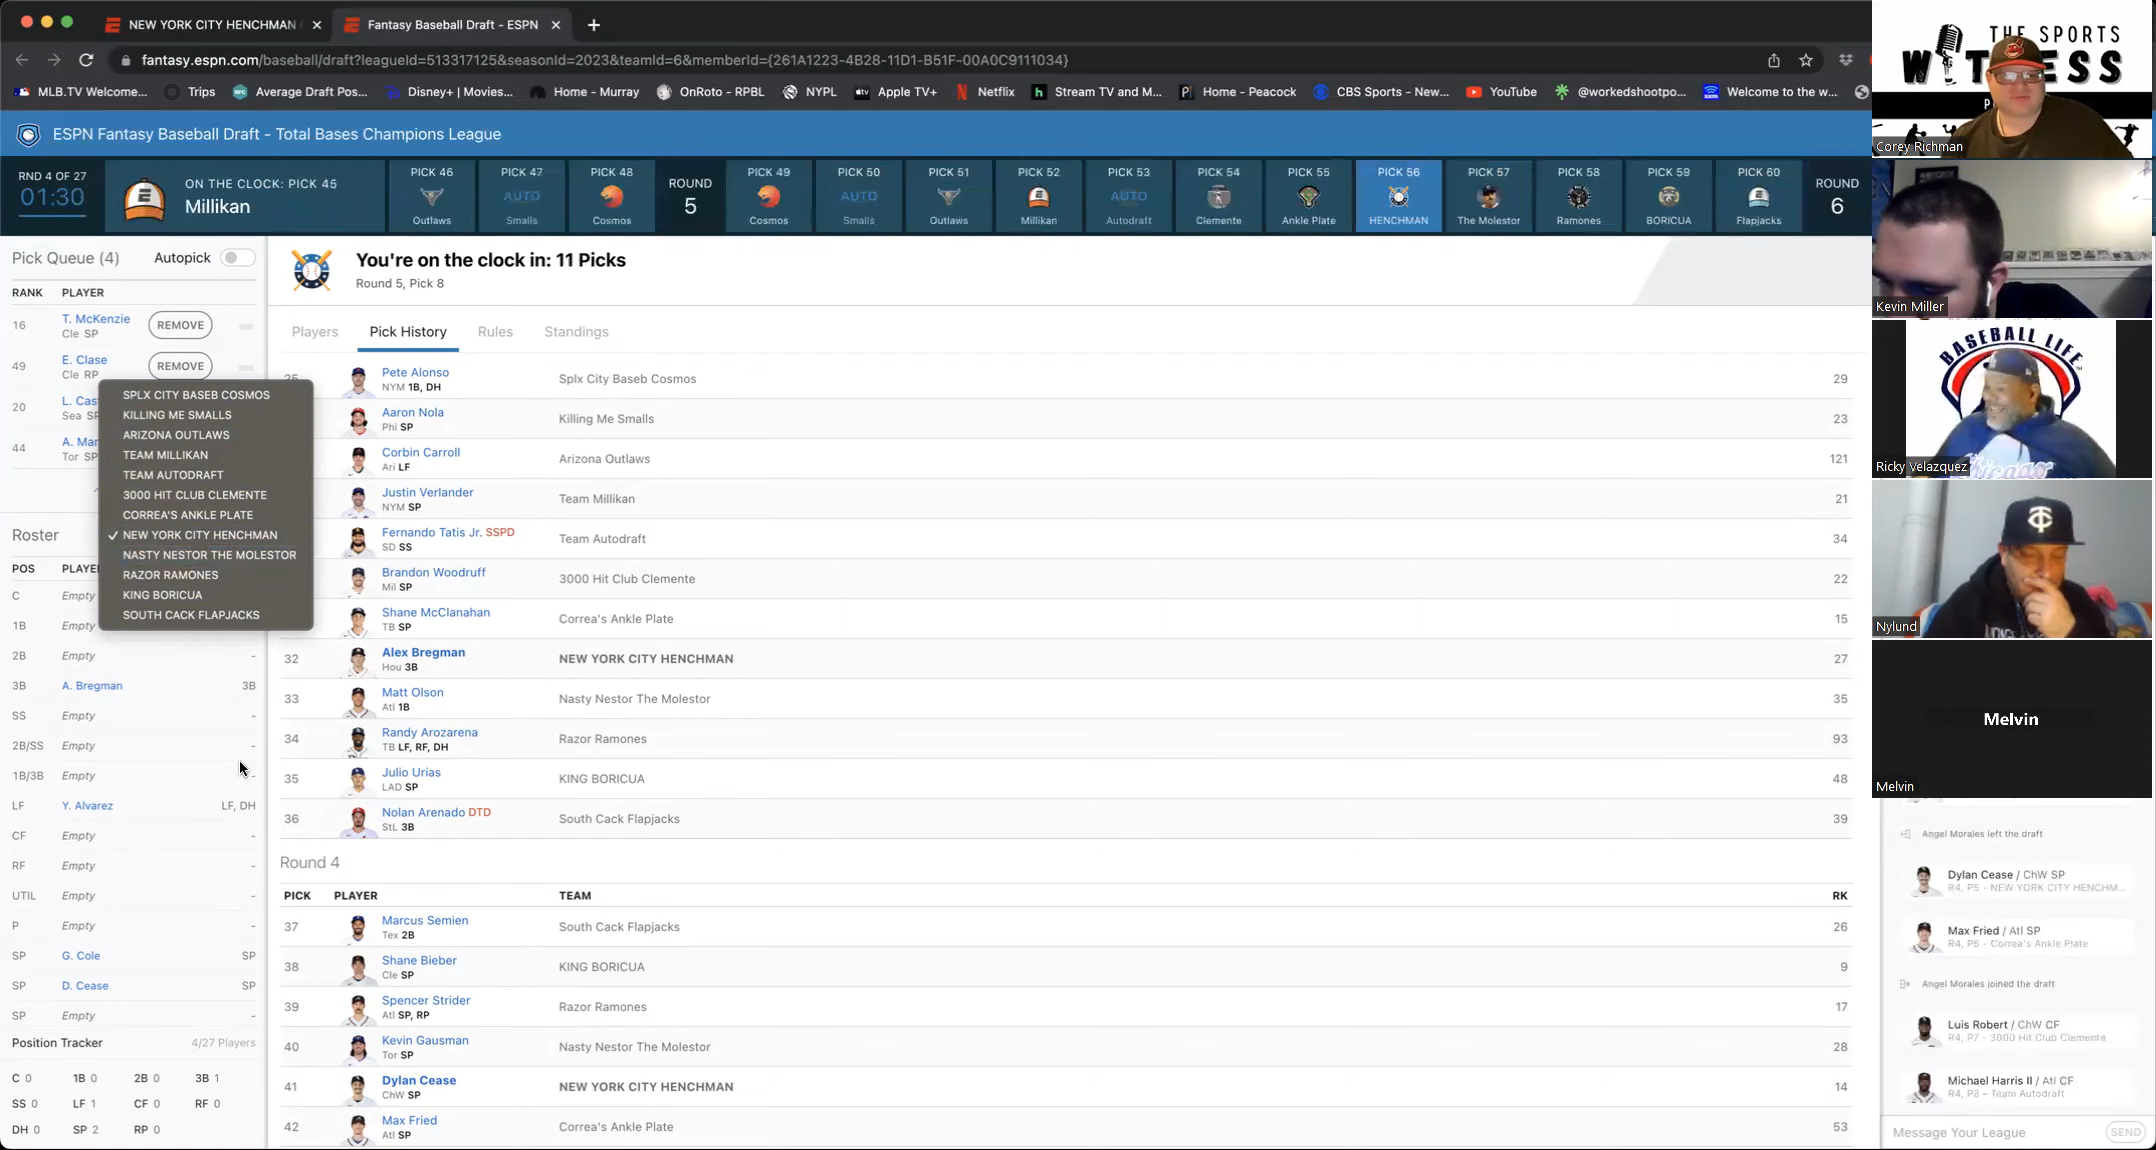 NEW YORK CITY HENCHMAN
Fantasy Baseball Draft - ESPN
fantasy.espn.com/baseball/draft?leagueId=513317125&seasonId=2023&teamId=6&memberId={261A1223-4B28-11D1-B51F-00A0C9111034}
MLB.TV Welcome... Trips Average Draft Pos... Disney+ | Movies... Home - Murray OnRoto - RPBL NYPL Apple TV+ Netflix Stream TV and M... Home - Peacock CBS Sports - New... YouTube @workedshootpo... Welcome to the w...
ESPN Fantasy Baseball Draft - Total Bases Champions League
RND 4 OF 27
01:30
ON THE CLOCK: PICK 45
Millikan
PICK 46
Outlaws
PICK 47
AUTO
Smalls
PICK 48
Cosmos
ROUND
5
PICK 49
Cosmos
PICK 50
AUTO
Smalls
PICK 51
Outlaws
PICK 52
Millikan
PICK 53
AUTO
Autodraft
PICK 54
Clemente
PICK 55
Ankle Plate
PICK 56
HENCHMAN
PICK 57
The Molestor
PICK 58
Ramones
PICK 59
BORICUA
PICK 60
Flapjacks
ROUND
6
Pick Queue (4) Autopick
RANK PLAYER
16 T. McKenzie REMOVE
Cle SP
49 E. Clase REMOVE
Cle RP
20 L. Cas
Sea SP
44 A. Mar
Tor SP
SPLX CITY BASEB COSMOS
KILLING ME SMALLS
ARIZONA OUTLAWS
TEAM MILLIKAN
TEAM AUTODRAFT
3000 HIT CLUB CLEMENTE
CORREA'S ANKLE PLATE
✓ NEW YORK CITY HENCHMAN
NASTY NESTOR THE MOLESTOR
RAZOR RAMONES
KING BORICUA
SOUTH CACK FLAPJACKS
Roster
POS PLAYE
C Empty
1B Empty
2B Empty -
3B A. Bregman 3B
SS Empty -
2B/SS Empty -
1B/3B Empty -
LF Y. Alvarez LF, DH
CF Empty -
RF Empty -
UTIL Empty -
P Empty -
SP G. Cole SP
SP D. Cease SP
SP Empty -
Position Tracker 4/27 Players
C 0 1B 0 2B 0 3B 1
SS 0 LF 1 CF 0 RF 0
DH 0 SP 2 RP 0
You're on the clock in: 11 Picks
Round 5, Pick 8
Players Pick History Rules Standings
25 Pete Alonso Splx City Baseb Cosmos 29
NYM 1B, DH
Aaron Nola Killing Me Smalls 23
Phi SP
Corbin Carroll Arizona Outlaws 121
Ari LF
Justin Verlander Team Millikan 21
NYM SP
Fernando Tatis Jr. SSPD Team Autodraft 34
SD SS
Brandon Woodruff 3000 Hit Club Clemente 22
Mil SP
Shane McClanahan Correa's Ankle Plate 15
TB SP
32 Alex Bregman NEW YORK CITY HENCHMAN 27
Hou 3B
33 Matt Olson Nasty Nestor The Molestor 35
Atl 1B
34 Randy Arozarena Razor Ramones 93
TB LF, RF, DH
35 Julio Urias KING BORICUA 48
LAD SP
36 Nolan Arenado DTD South Cack Flapjacks 39
StL 3B
Round 4
PICK PLAYER TEAM RK
37 Marcus Semien South Cack Flapjacks 26
Tex 2B
38 Shane Bieber KING BORICUA 9
Cle SP
39 Spencer Strider Razor Ramones 17
Atl SP, RP
40 Kevin Gausman Nasty Nestor The Molestor 28
Tor SP
41 Dylan Cease NEW YORK CITY HENCHMAN 14
ChW SP
42 Max Fried Correa's Ankle Plate 53
Atl SP
THE SPORTS
WITNESS
Corey Richman
Kevin Miller
BASEBALL LIFE
Ricky Velazquez
TC
Nylund
Melvin
Melvin
Angel Morales left the draft
Dylan Cease / ChW SP
R4, P5 - NEW YORK CITY HENCHM...
Max Fried / Atl SP
R4, P6 - Correa's Ankle Plate
Angel Morales joined the draft
Luis Robert / ChW CF
R4, P7 - 3000 Hit Club Clemente
Michael Harris II / Atl CF
R4, P8 - Team Autodraft
Message Your League SEND